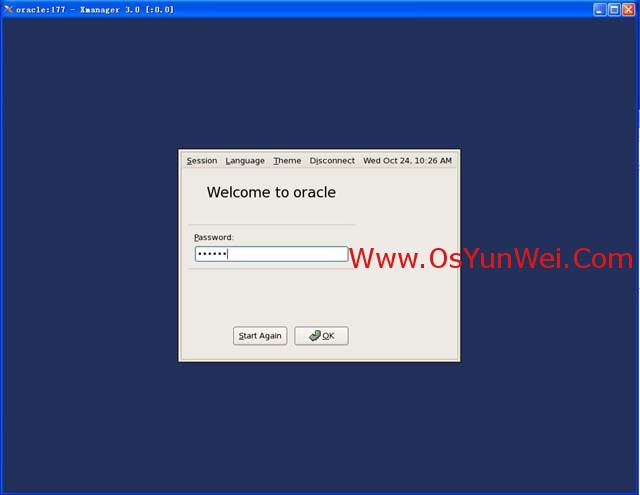 oracle:177 - Xmanager 3.0 [:0.0]
Session Language Theme Disconnect Wed Oct 24, 10:26 AM
Welcome to oracle
Password:
••••••
Www.OsYunWei.Com
Start Again OK